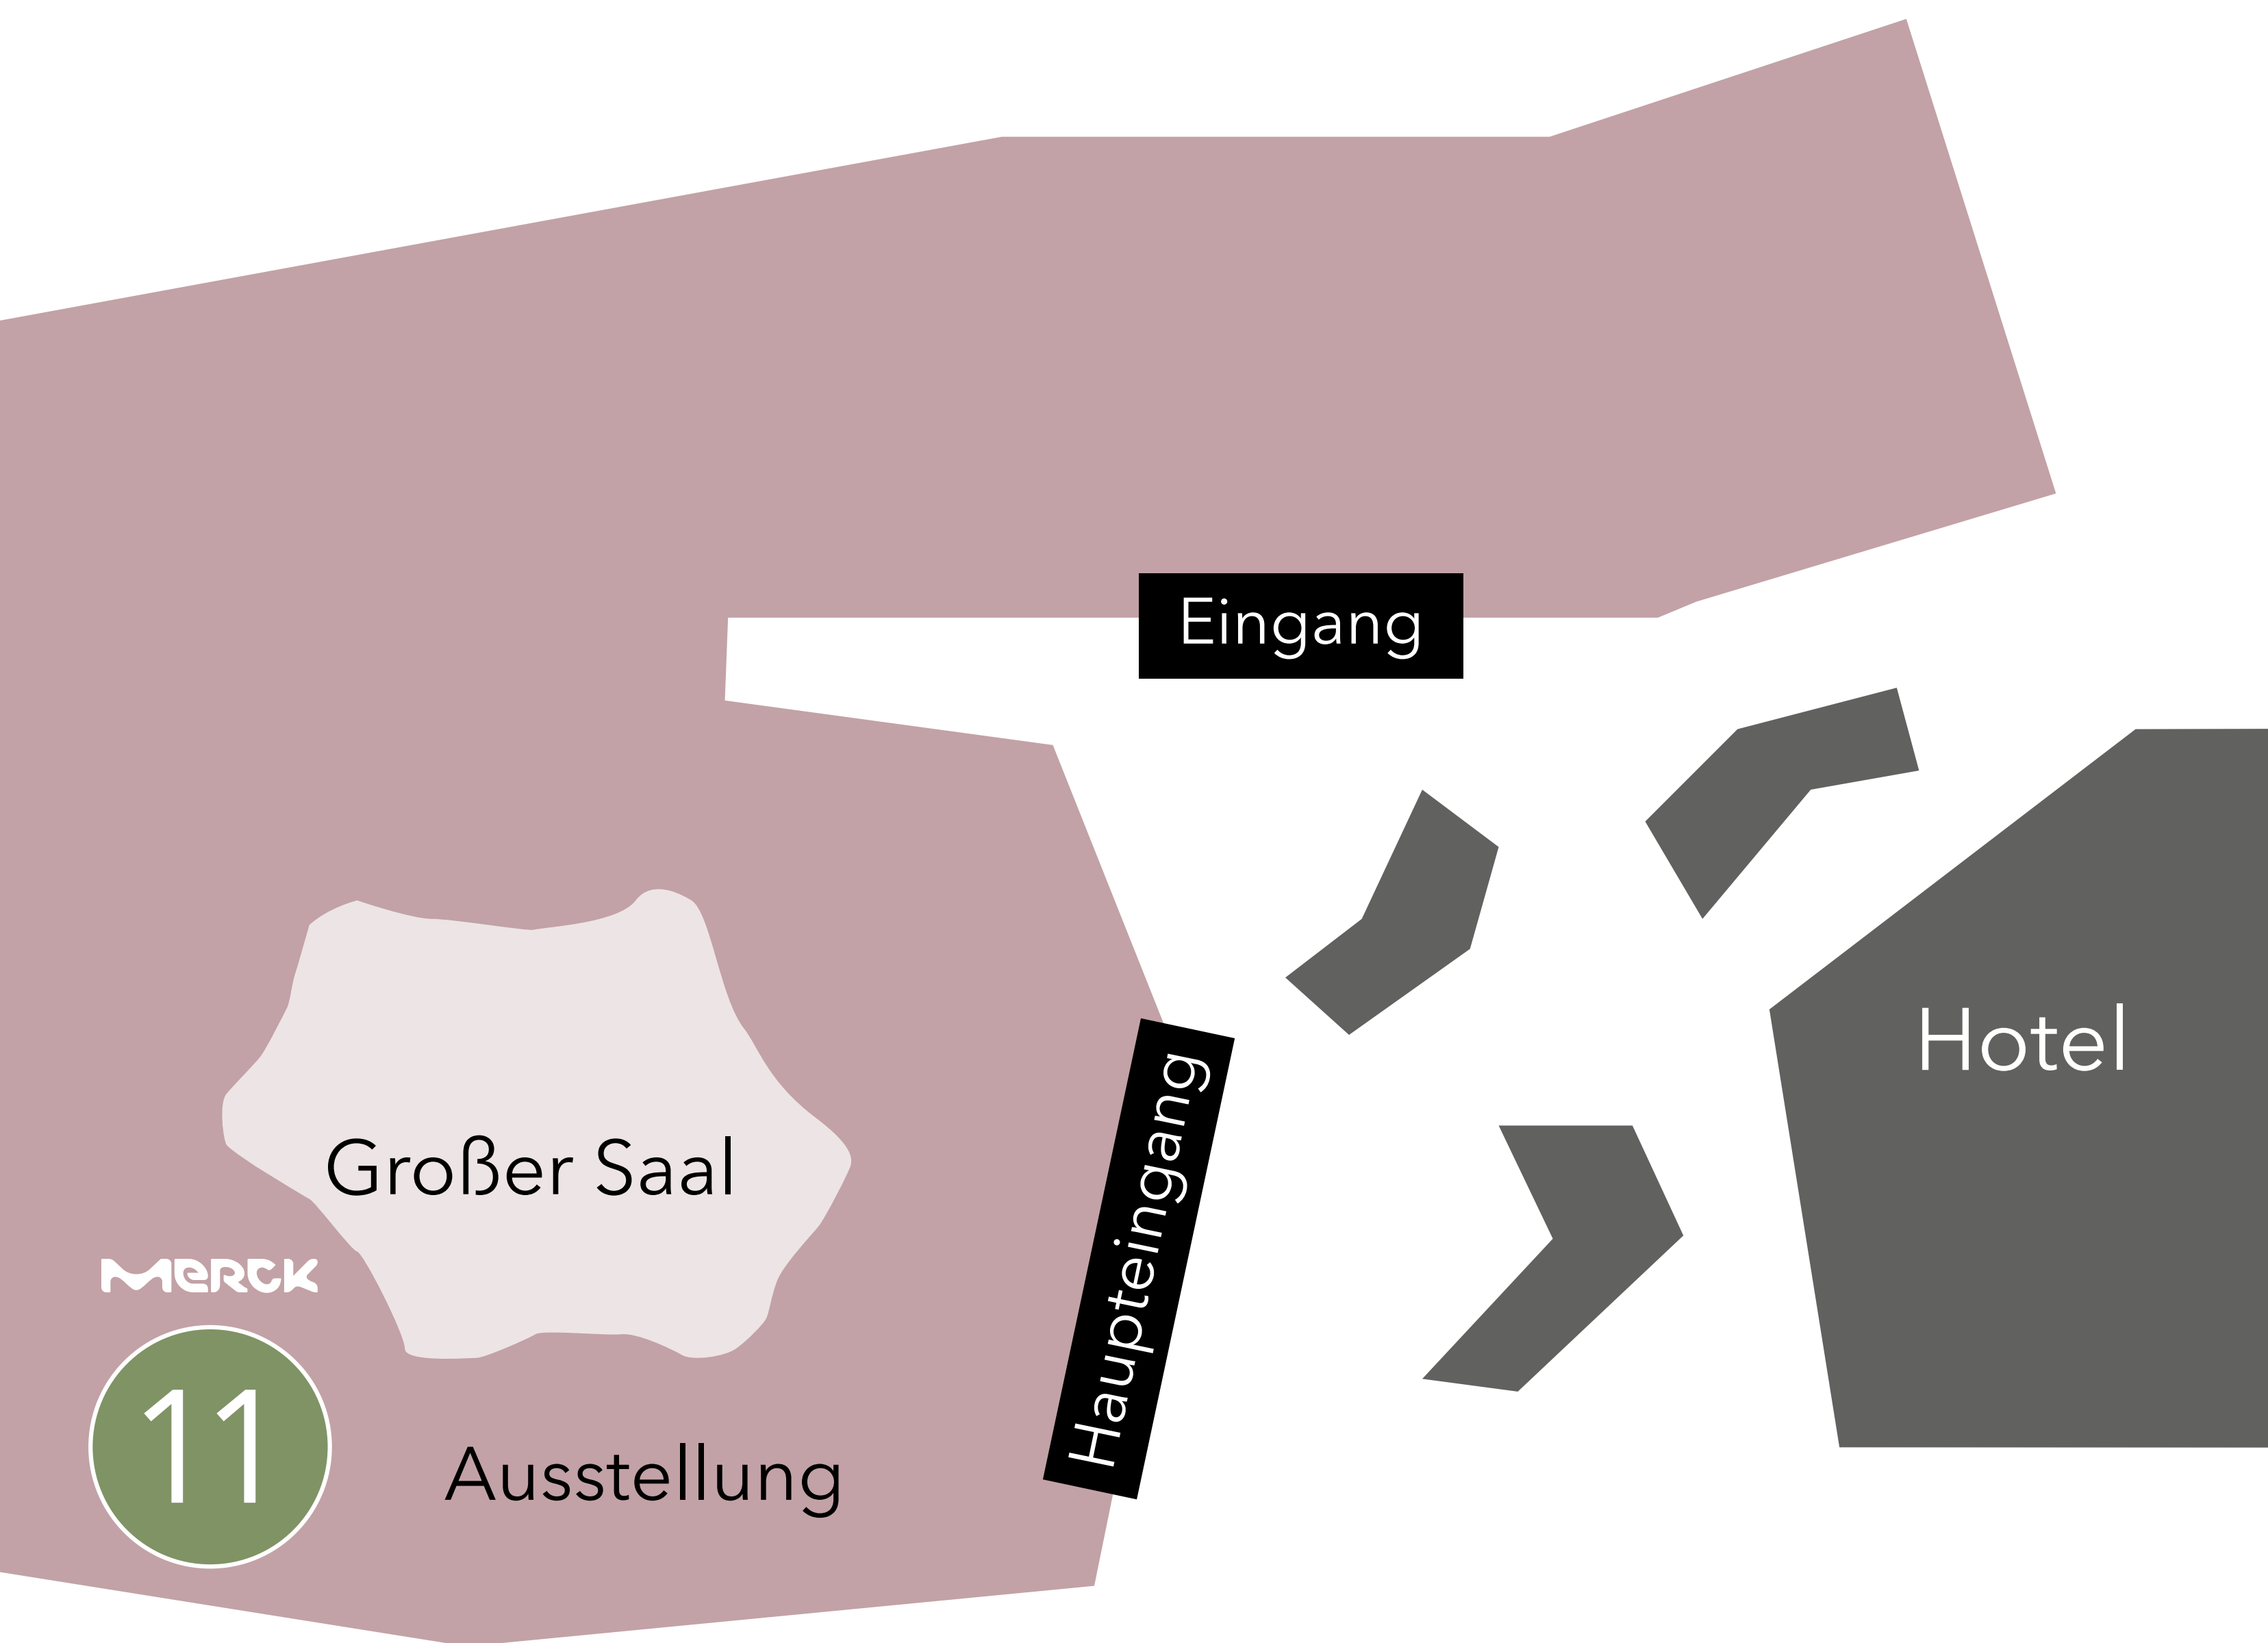 Eingang
Hotel
Großer Saal
Haupteingang
MERCK
11
Ausstellung